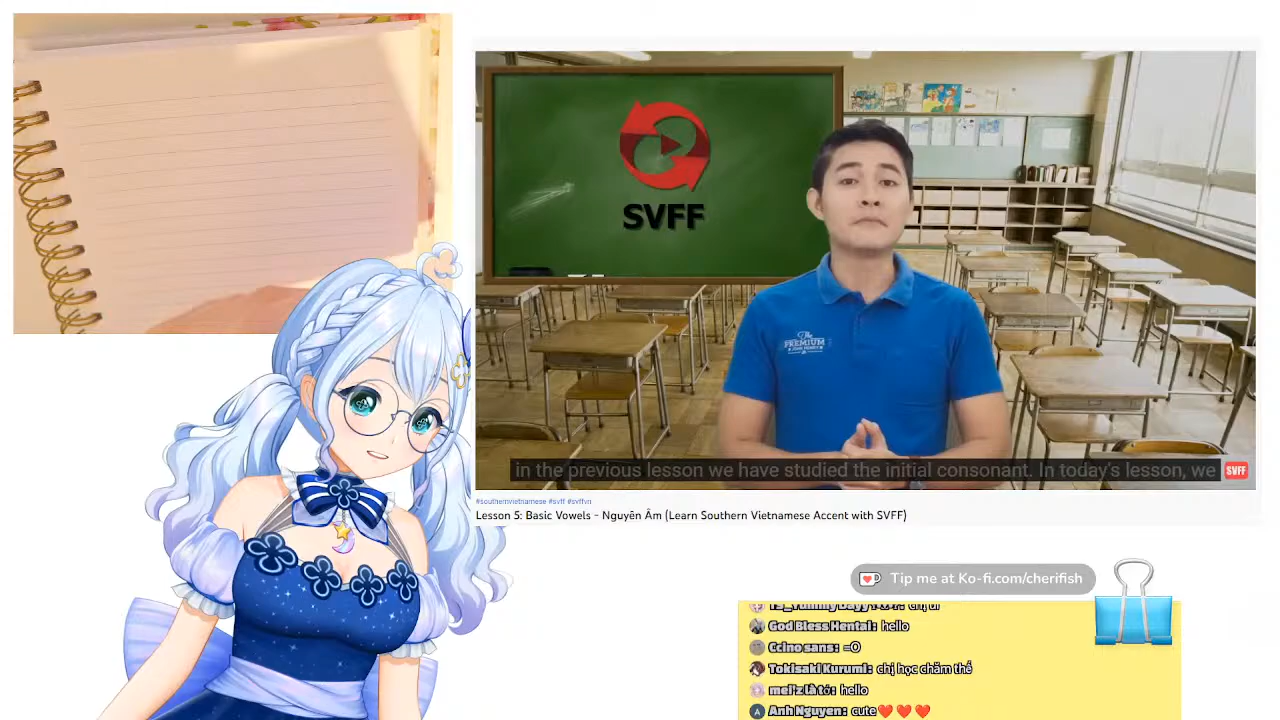 SVFF
The
PREMIUM
in the previous lesson we have studied the initial consonant. In today's lesson, we
SVFF
#southernvietnamese #svff #svffvn
Lesson 5: Basic Vowels - Nguyên Âm (Learn Southern Vietnamese Accent with SVFF)
Tip me at Ko-fi.com/cherifish
God Bless Hentai: hello
Ccino sans: =O
Tokisaki Kurumi: chị học chăm thế
mei'z là tớ: hello
A Anh Nguyen: cute❤️❤️❤️